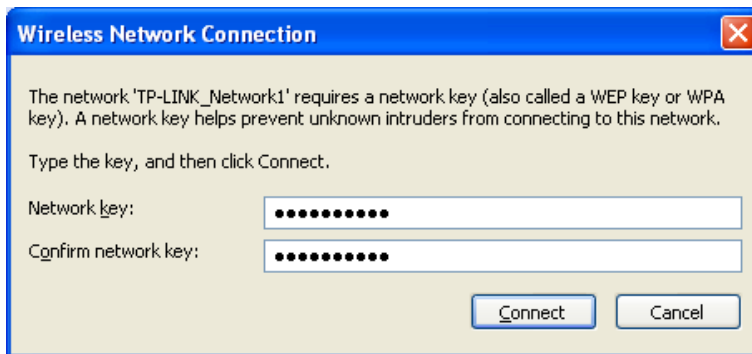 Wireless Network Connection
The network 'TP-LINK_Network1' requires a network key (also called a WEP key or WPA
key). A network key helps prevent unknown intruders from connecting to this network.
Type the key, and then click Connect.
Network key: ●●●●●●●●●●
Confirm network key: ●●●●●●●●●●
Connect Cancel